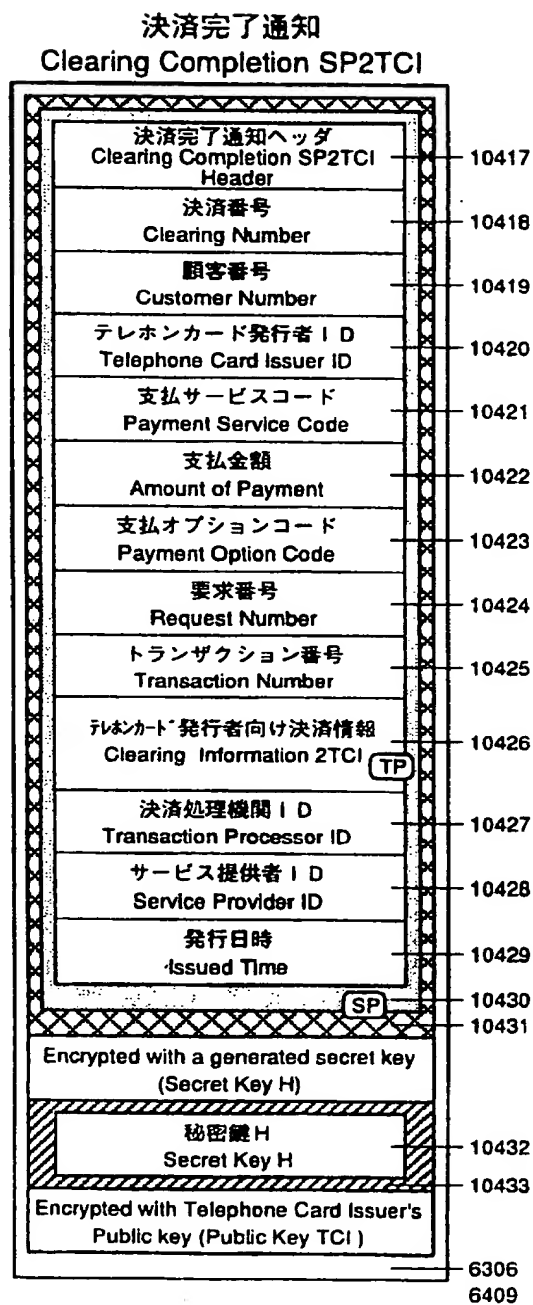 決済完了通知
Clearing Completion SP2TCI
決済完了通知ヘッダ
Clearing Completion SP2TCI
Header
10417
決済番号
Clearing Number
10418
顧客番号
Customer Number
10419
テレホンカード発行者ID
Telephone Card Issuer ID
10420
支払サービスコード
Payment Service Code
10421
支払金額
Amount of Payment
10422
支払オプションコード
Payment Option Code
10423
要求番号
Request Number
10424
トランザクション番号
Transaction Number
10425
テレホンカード発行者向け決済情報
Clearing Information 2TCI
TP
10426
決済処理機関ID
Transaction Processor ID
10427
サービス提供者ID
Service Provider ID
10428
発行日時
Issued Time
10429
SP
10430
10431
Encrypted with a generated secret key
(Secret Key H)
秘密鍵H
Secret Key H
10432
10433
Encrypted with Telephone Card Issuer's
Public key (Public Key TCI)
6306
6409